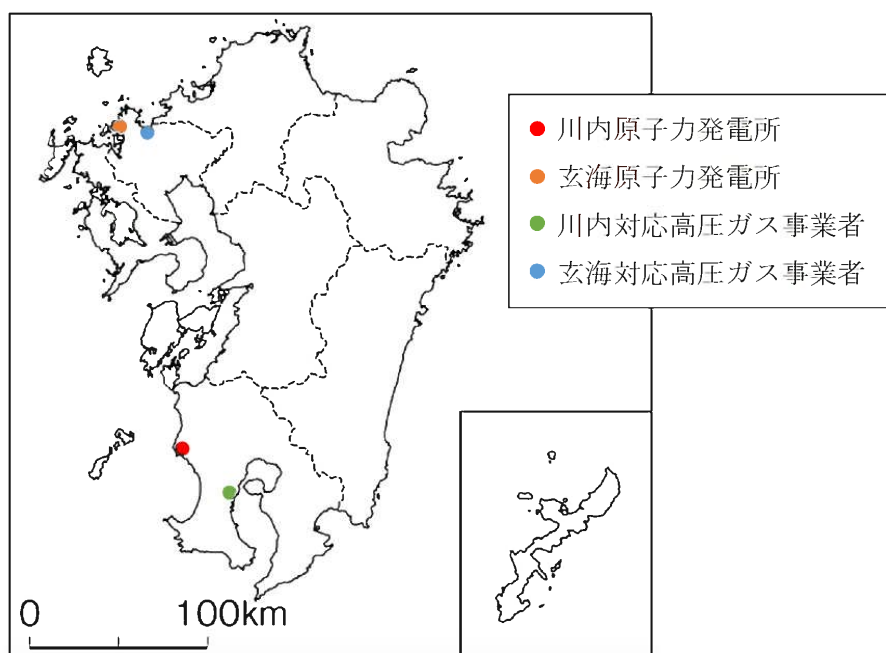 川内原子力発電所
玄海原子力発電所
川内対応高圧ガス事業者
玄海対応高圧ガス事業者
0 100km